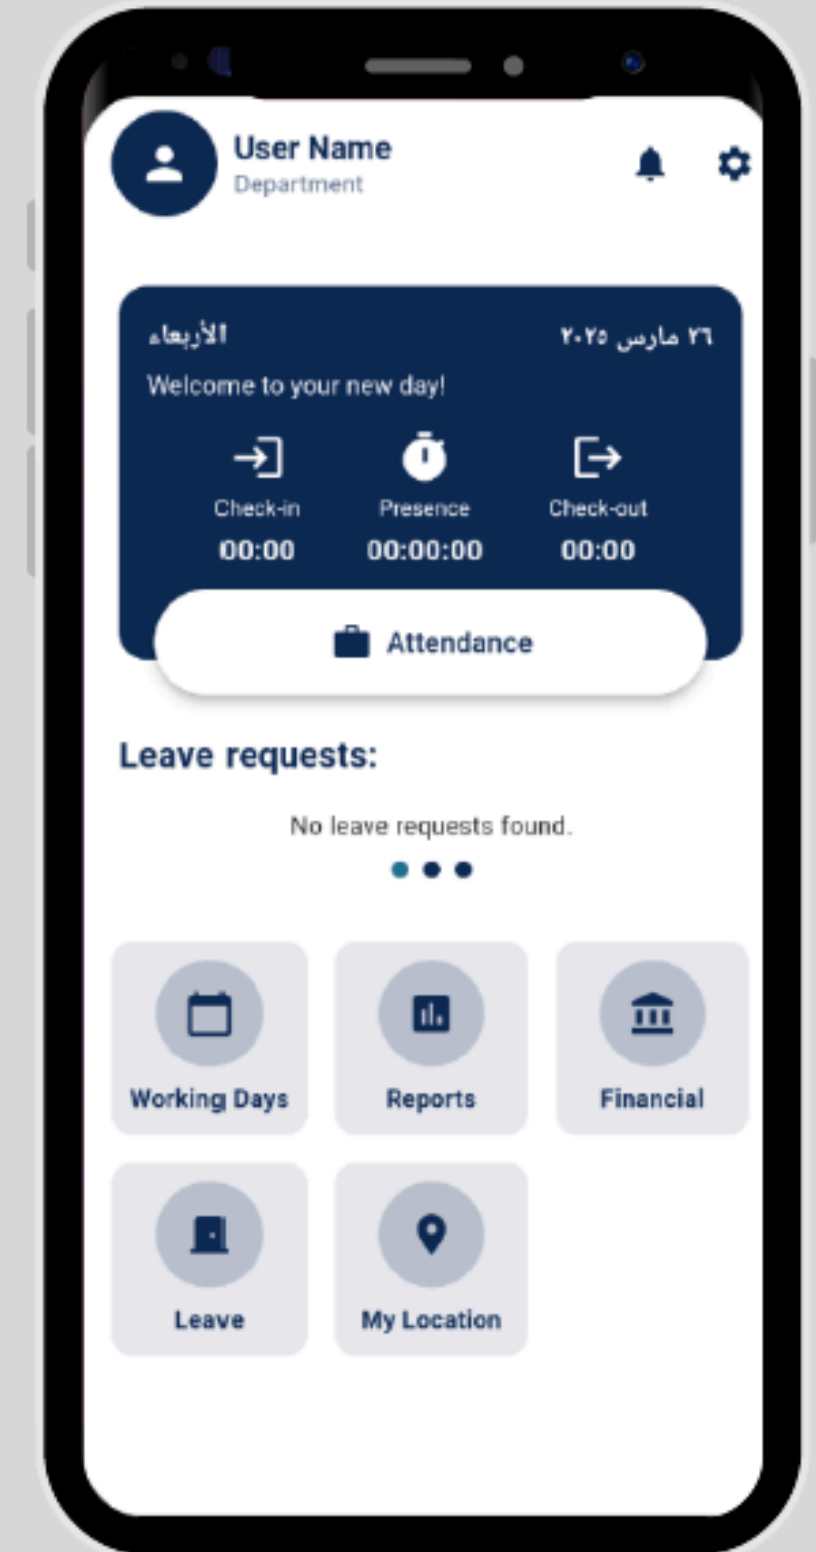 User Name
Department
الأربعاء ٢٦ مارس ٢٠٢٥
Welcome to your new day!
Check-in Presence Check-out
00:00 00:00:00 00:00
Attendance
Leave requests:
No leave requests found.
Working Days Reports Financial
Leave My Location